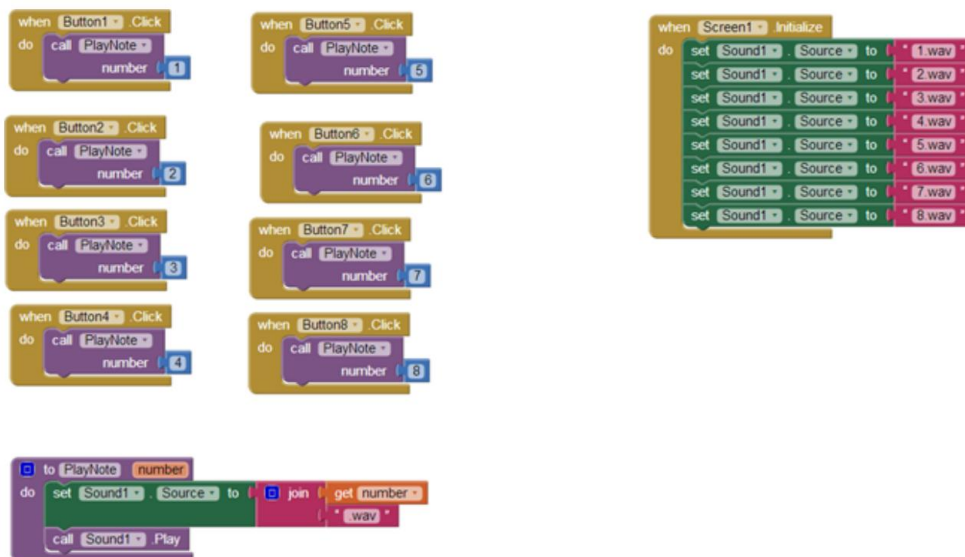 when Button1 .Click
do call PlayNote
number 1
when Button2 .Click
do call PlayNote
number 2
when Button3 .Click
do call PlayNote
number 3
when Button4 .Click
do call PlayNote
number 4
when Button5 .Click
do call PlayNote
number 5
when Button6 .Click
do call PlayNote
number 6
when Button7 .Click
do call PlayNote
number 7
when Button8 .Click
do call PlayNote
number 8
when Screen1 .Initialize
do set Sound1 . Source to " 1.wav "
set Sound1 . Source to " 2.wav "
set Sound1 . Source to " 3.wav "
set Sound1 . Source to " 4.wav "
set Sound1 . Source to " 5.wav "
set Sound1 . Source to " 6.wav "
set Sound1 . Source to " 7.wav "
set Sound1 . Source to " 8.wav "
to PlayNote number
do set Sound1 . Source to join get number
" .wav "
call Sound1 .Play